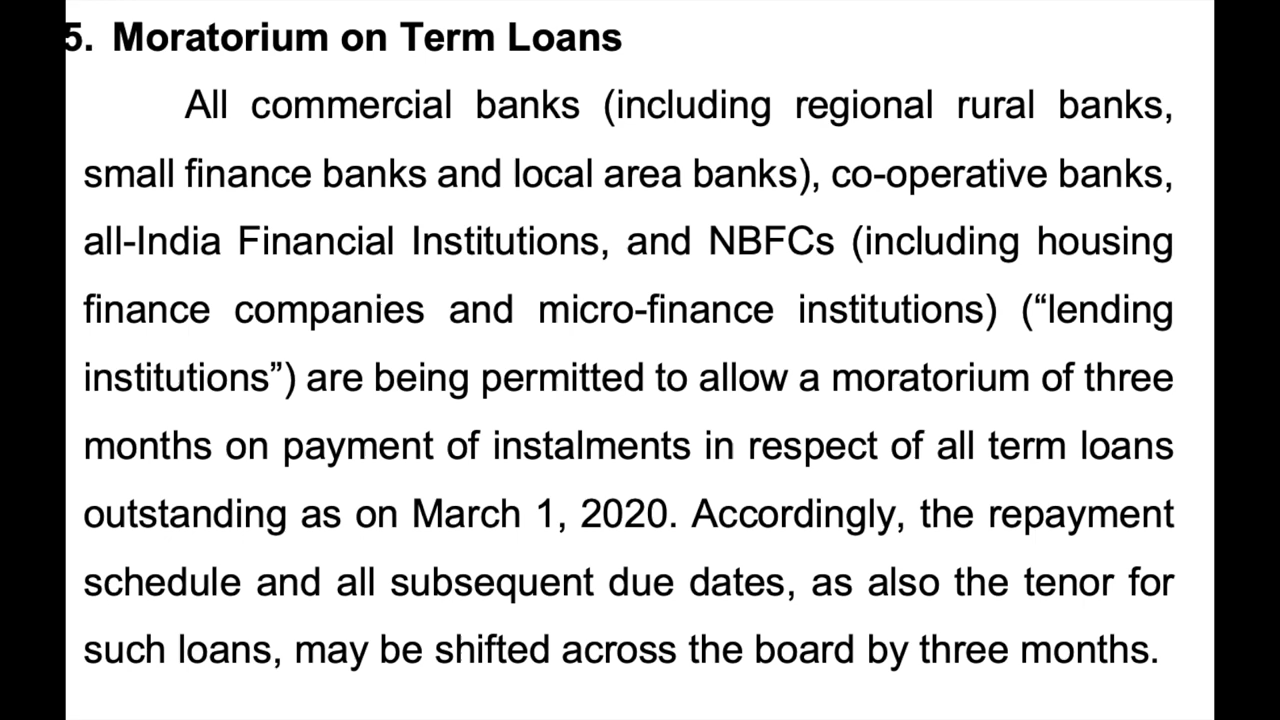 5. Moratorium on Term Loans
All commercial banks (including regional rural banks,
small finance banks and local area banks), co-operative banks,
all-India Financial Institutions, and NBFCs (including housing
finance companies and micro-finance institutions) (“lending
institutions”) are being permitted to allow a moratorium of three
months on payment of instalments in respect of all term loans
outstanding as on March 1, 2020. Accordingly, the repayment
schedule and all subsequent due dates, as also the tenor for
such loans, may be shifted across the board by three months.